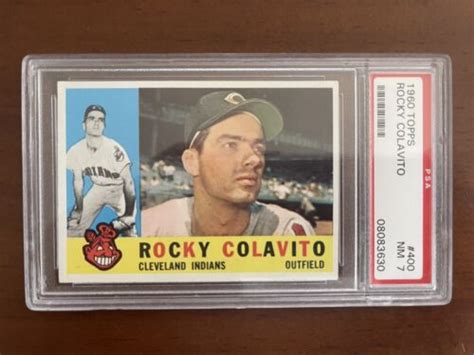 ROCKY COLAVITO
CLEVELAND INDIANS OUTFIELD
1960 TOPPS
ROCKY COLAVITO
PSA
#400
NM 7
08083630